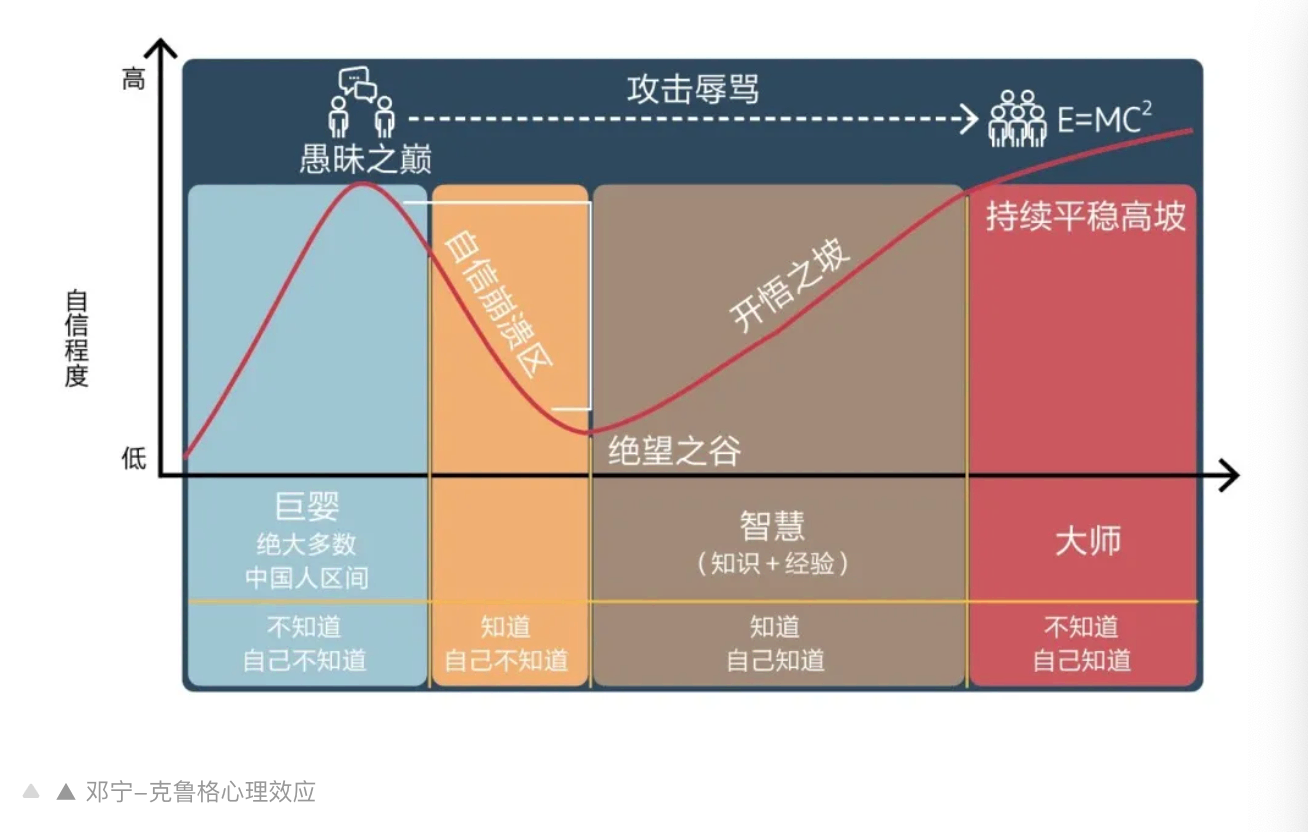 高
攻击辱骂
E=MC²
愚昧之巅
持续平稳高坡
自信崩溃区
开悟之坡
自信程度
绝望之谷
低
巨婴
绝大多数
中国人区间
智慧
（知识+经验）
大师
不知道
自己不知道
知道
自己不知道
知道
自己知道
不知道
自己知道
▲ ▲ 邓宁–克鲁格心理效应